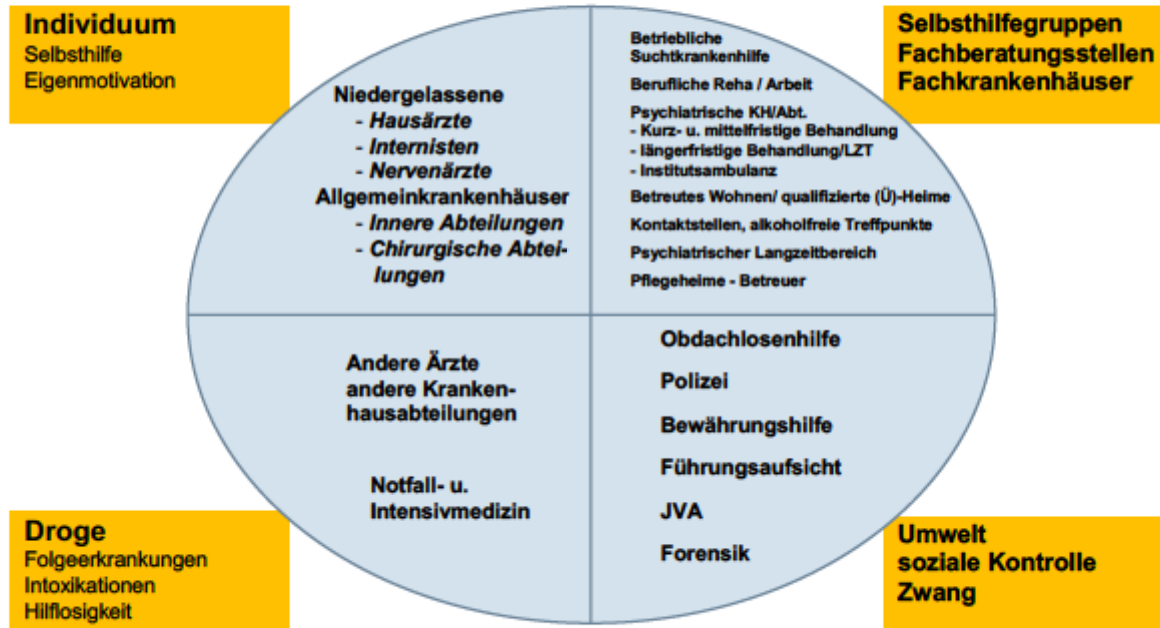 Individuum
Selbsthilfe
Eigenmotivation
Niedergelassene
- Hausärzte
- Internisten
- Nervenärzte
Allgemeinkrankenhäuser
- Innere Abteilungen
- Chirurgische Abtei-
lungen
Betriebliche
Suchtkrankenhilfe
Berufliche Reha / Arbeit
Psychiatrische KH/Abt.
- Kurz- u. mittelfristige Behandlung
- längerfristige Behandlung/LZT
- Institutsambulanz
Betreutes Wohnen/ qualifizierte (Ü)-Heime
Kontaktstellen, alkoholfreie Treffpunkte
Psychiatrischer Langzeitbereich
Pflegeheime - Betreuer
Selbsthilfegruppen
Fachberatungsstellen
Fachkrankenhäuser
Andere Ärzte
andere Kranken-
hausabteilungen
Notfall- u.
Intensivmedizin
Obdachlosenhilfe
Polizei
Bewährungshilfe
Führungsaufsicht
JVA
Forensik
Droge
Folgeerkrankungen
Intoxikationen
Hilflosigkeit
Umwelt
soziale Kontrolle
Zwang